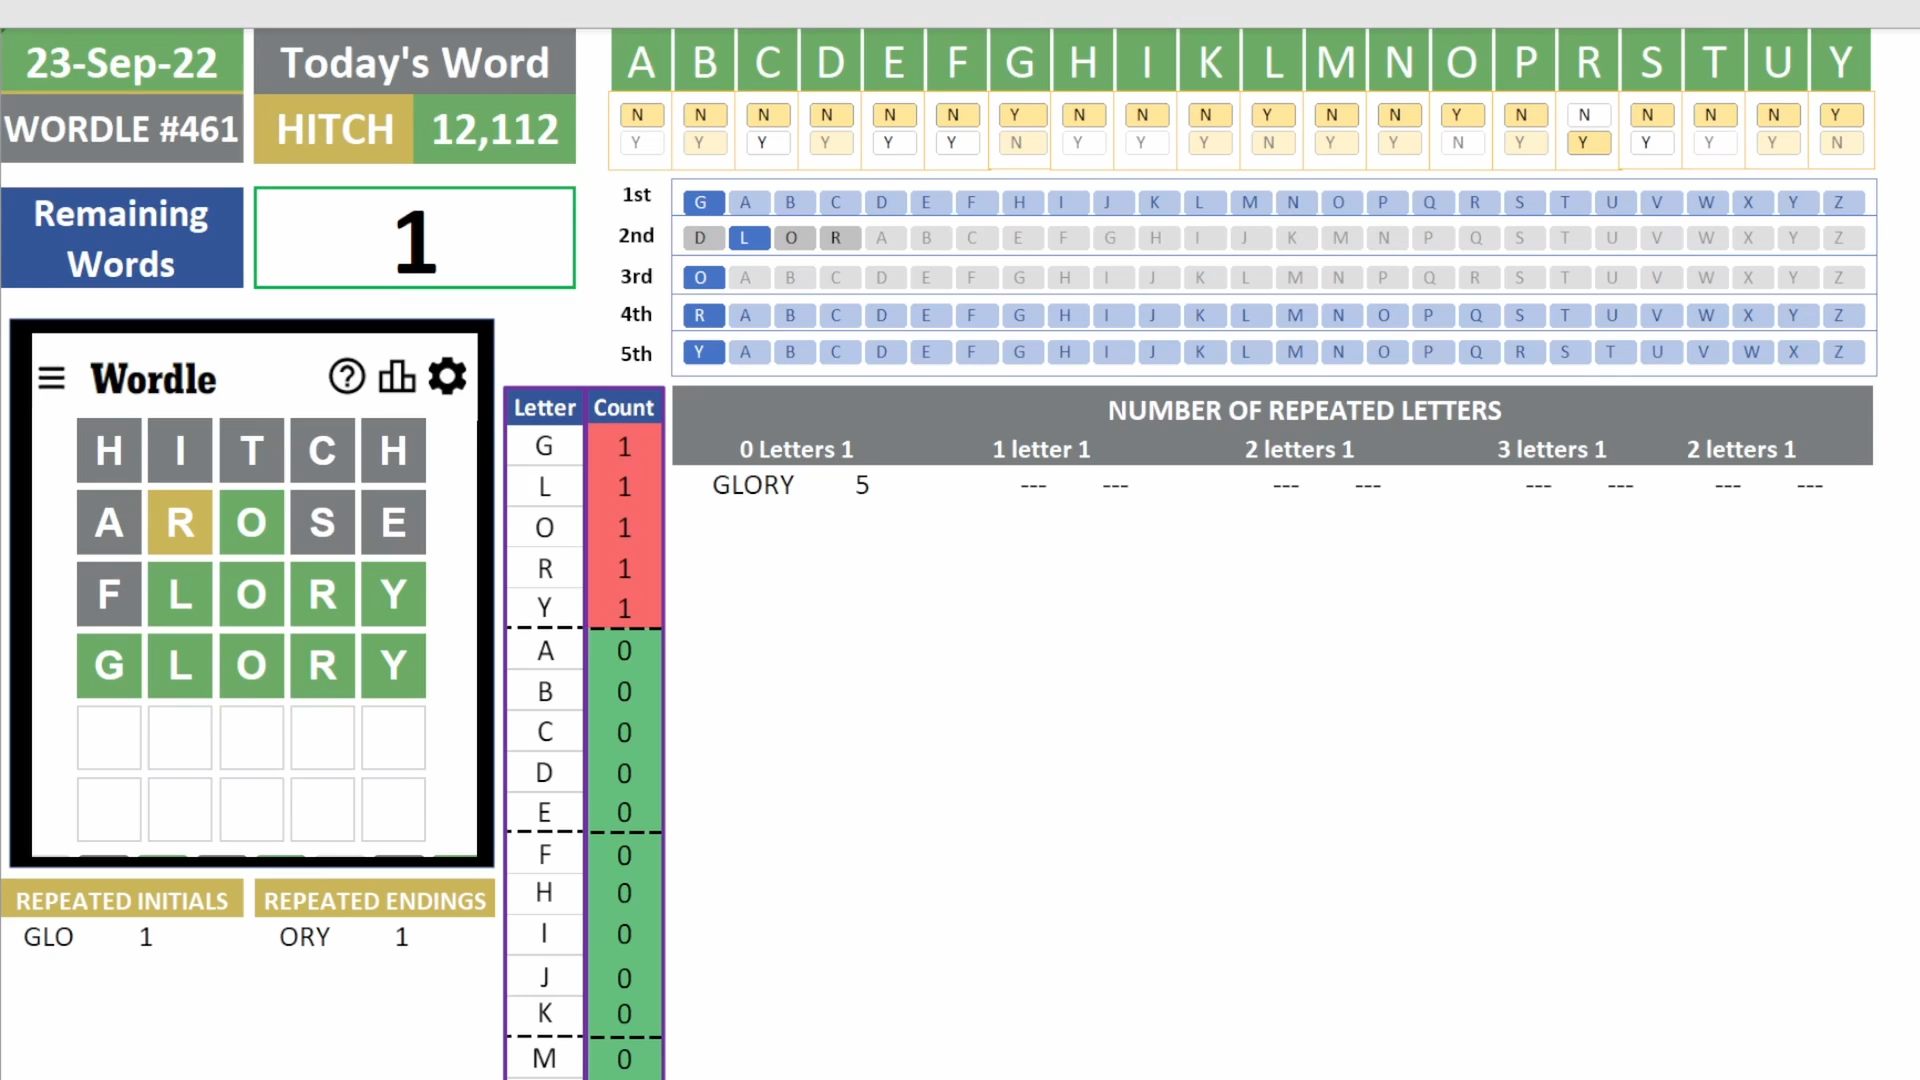 23-Sep-22 Today's Word A B C D E F G H I K L M N O P R S T U Y
WORDLE #461 HITCH 12,112
N N N N N N Y N N N Y N N Y N N N N N Y
Y Y Y Y Y Y N Y Y Y N Y Y N Y Y Y Y Y N
Remaining Words 1
1st G A B C D E F H I J K L M N O P Q R S T U V W X Y Z
2nd D L O R A B C E F G H I J K M N P Q S T U V W X Y Z
3rd O A B C D E F G H I J K L M N P Q R S T U V W X Y Z
4th R A B C D E F G H I J K L M N O P Q S T U V W X Y Z
5th Y A B C D E F G H I J K L M N O P Q R S T U V W X Z
Wordle
H I T C H
A R O S E
F L O R Y
G L O R Y
REPEATED INITIALS REPEATED ENDINGS
GLO 1 ORY 1
Letter Count
G 1
L 1
O 1
R 1
Y 1
A 0
B 0
C 0
D 0
E 0
F 0
H 0
I 0
J 0
K 0
M 0
NUMBER OF REPEATED LETTERS
0 Letters 1 1 letter 1 2 letters 1 3 letters 1 2 letters 1
GLORY 5 --- --- --- --- --- --- --- ---